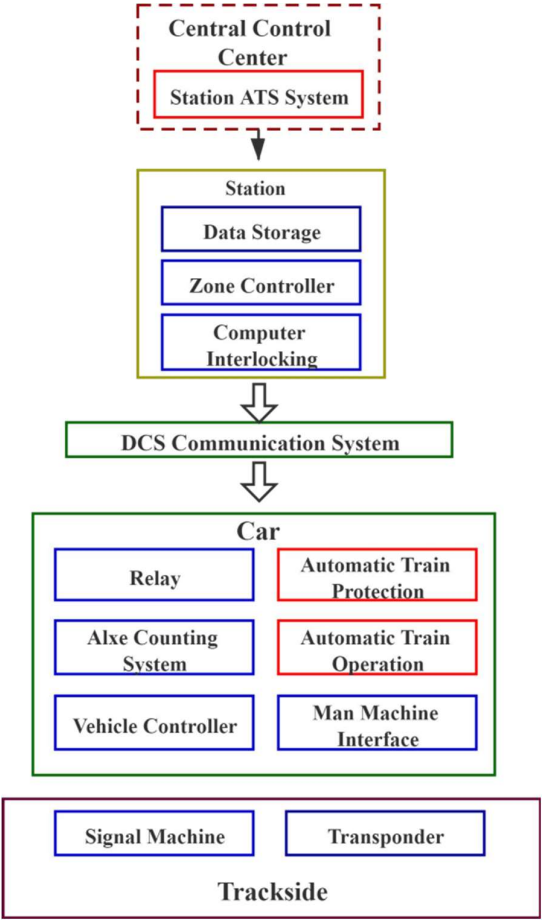 Central Control
Center
Station ATS System
Station
Data Storage
Zone Controller
Computer
Interlocking
DCS Communication System
Car
Relay
Automatic Train
Protection
Alxe Counting
System
Automatic Train
Operation
Vehicle Controller
Man Machine
Interface
Signal Machine
Transponder
Trackside